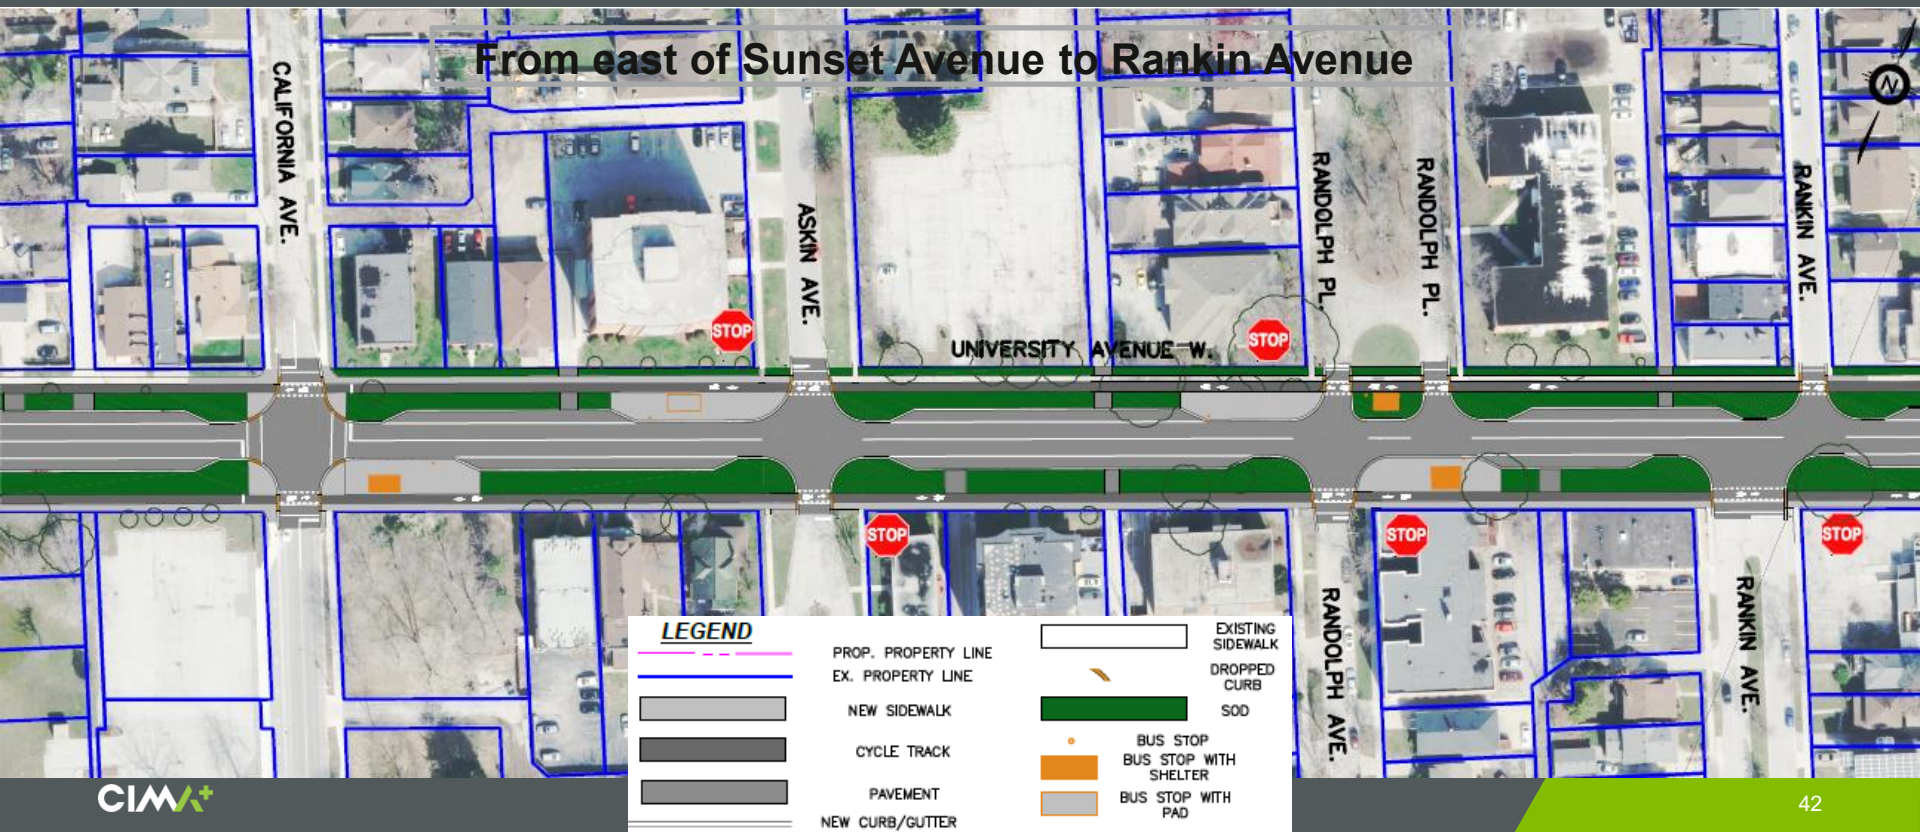 From east of Sunset Avenue to Rankin Avenue
N
CALIFORNIA AVE.
ASKIN AVE.
RANDOLPH PL.
RANDOLPH PL.
RANKIN AVE.
STOP
STOP
UNIVERSITY AVENUE W.
STOP
STOP
STOP
RANDOLPH AVE.
RANKIN AVE.
LEGEND
PROP. PROPERTY LINE
EX. PROPERTY LINE
NEW SIDEWALK
CYCLE TRACK
PAVEMENT
NEW CURB/GUTTER
EXISTING
SIDEWALK
DROPPED
CURB
SOD
BUS STOP
BUS STOP WITH
SHELTER
BUS STOP WITH
PAD
CIMA+
42